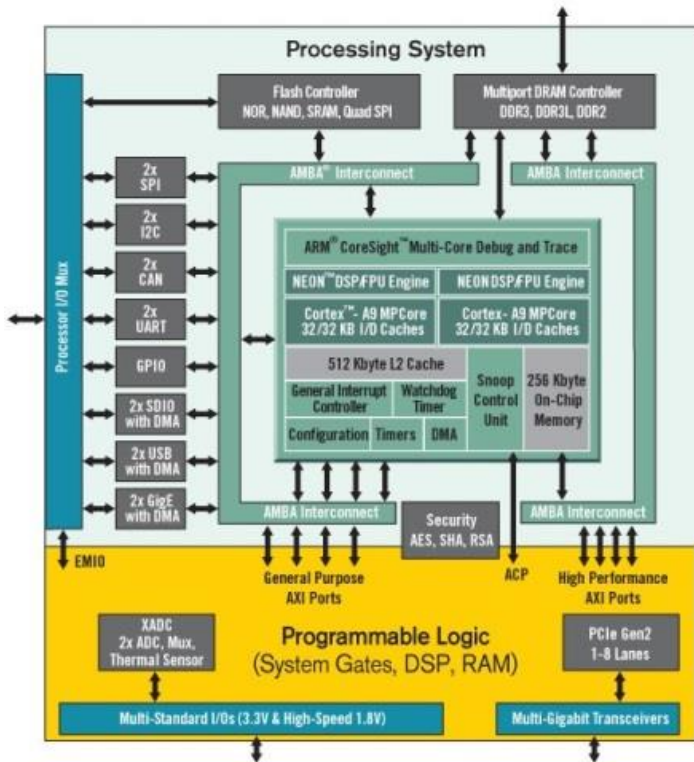 Processing System
Flash Controller
NOR, NAND, SRAM, Quad SPI
Multiport DRAM Controller
DDR3, DDR3L, DDR2
Processor I/O Mux
2x
SPI
2x
I2C
2x
CAN
2x
UART
GPIO
2x SDIO
with DMA
2x USB
with DMA
2x GigE
with DMA
AMBA® Interconnect
AMBA Interconnect
ARM® CoreSight™ Multi-Core Debug and Trace
NEON™ DSP/FPU Engine
NEON DSP/FPU Engine
Cortex™- A9 MPCore
32/32 KB I/D Caches
Cortex- A9 MPCore
32/32 KB I/D Caches
512 Kbyte L2 Cache
General Interrupt
Controller
Watchdog
Timer
Configuration
Timers
DMA
Snoop
Control
Unit
256 Kbyte
On-Chip
Memory
AMBA Interconnect
Security
AES, SHA, RSA
AMBA Interconnect
EMIO
General Purpose
AXI Ports
ACP
High Performance
AXI Ports
XADC
2x ADC, Mux,
Thermal Sensor
Programmable Logic
(System Gates, DSP, RAM)
PCIe Gen2
1-8 Lanes
Multi-Standard I/Os (3.3V & High-Speed 1.8V)
Multi-Gigabit Transceivers